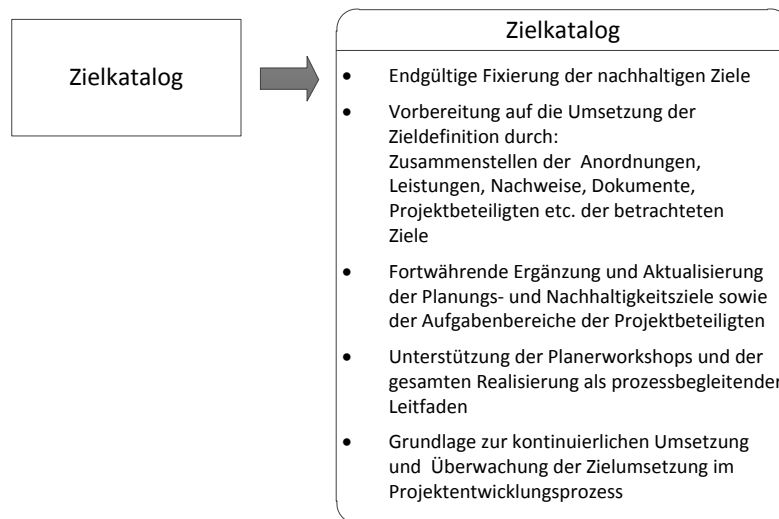 Zielkatalog
Zielkatalog
• Endgültige Fixierung der nachhaltigen Ziele
• Vorbereitung auf die Umsetzung der
Zieldefinition durch:
Zusammenstellen der Anordnungen,
Leistungen, Nachweise, Dokumente,
Projektbeteiligten etc. der betrachteten
Ziele
• Fortwährende Ergänzung und Aktualisierung
der Planungs- und Nachhaltigkeitsziele sowie
der Aufgabenbereiche der Projektbeteiligten
• Unterstützung der Planerworkshops und der
gesamten Realisierung als prozessbegleitender
Leitfaden
• Grundlage zur kontinuierlichen Umsetzung
und Überwachung der Zielumsetzung im
Projektentwicklungsprozess